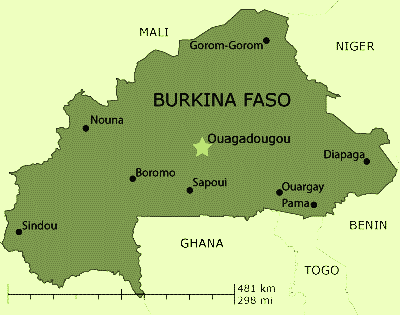 MALI
Gorom-Gorom
NIGER
BURKINA FASO
Nouna
Ouagadougou
Diapaga
Boromo
Sapoui
Ouargay
Pama
Sindou
BENIN
GHANA
TOGO
481 km
298 mi